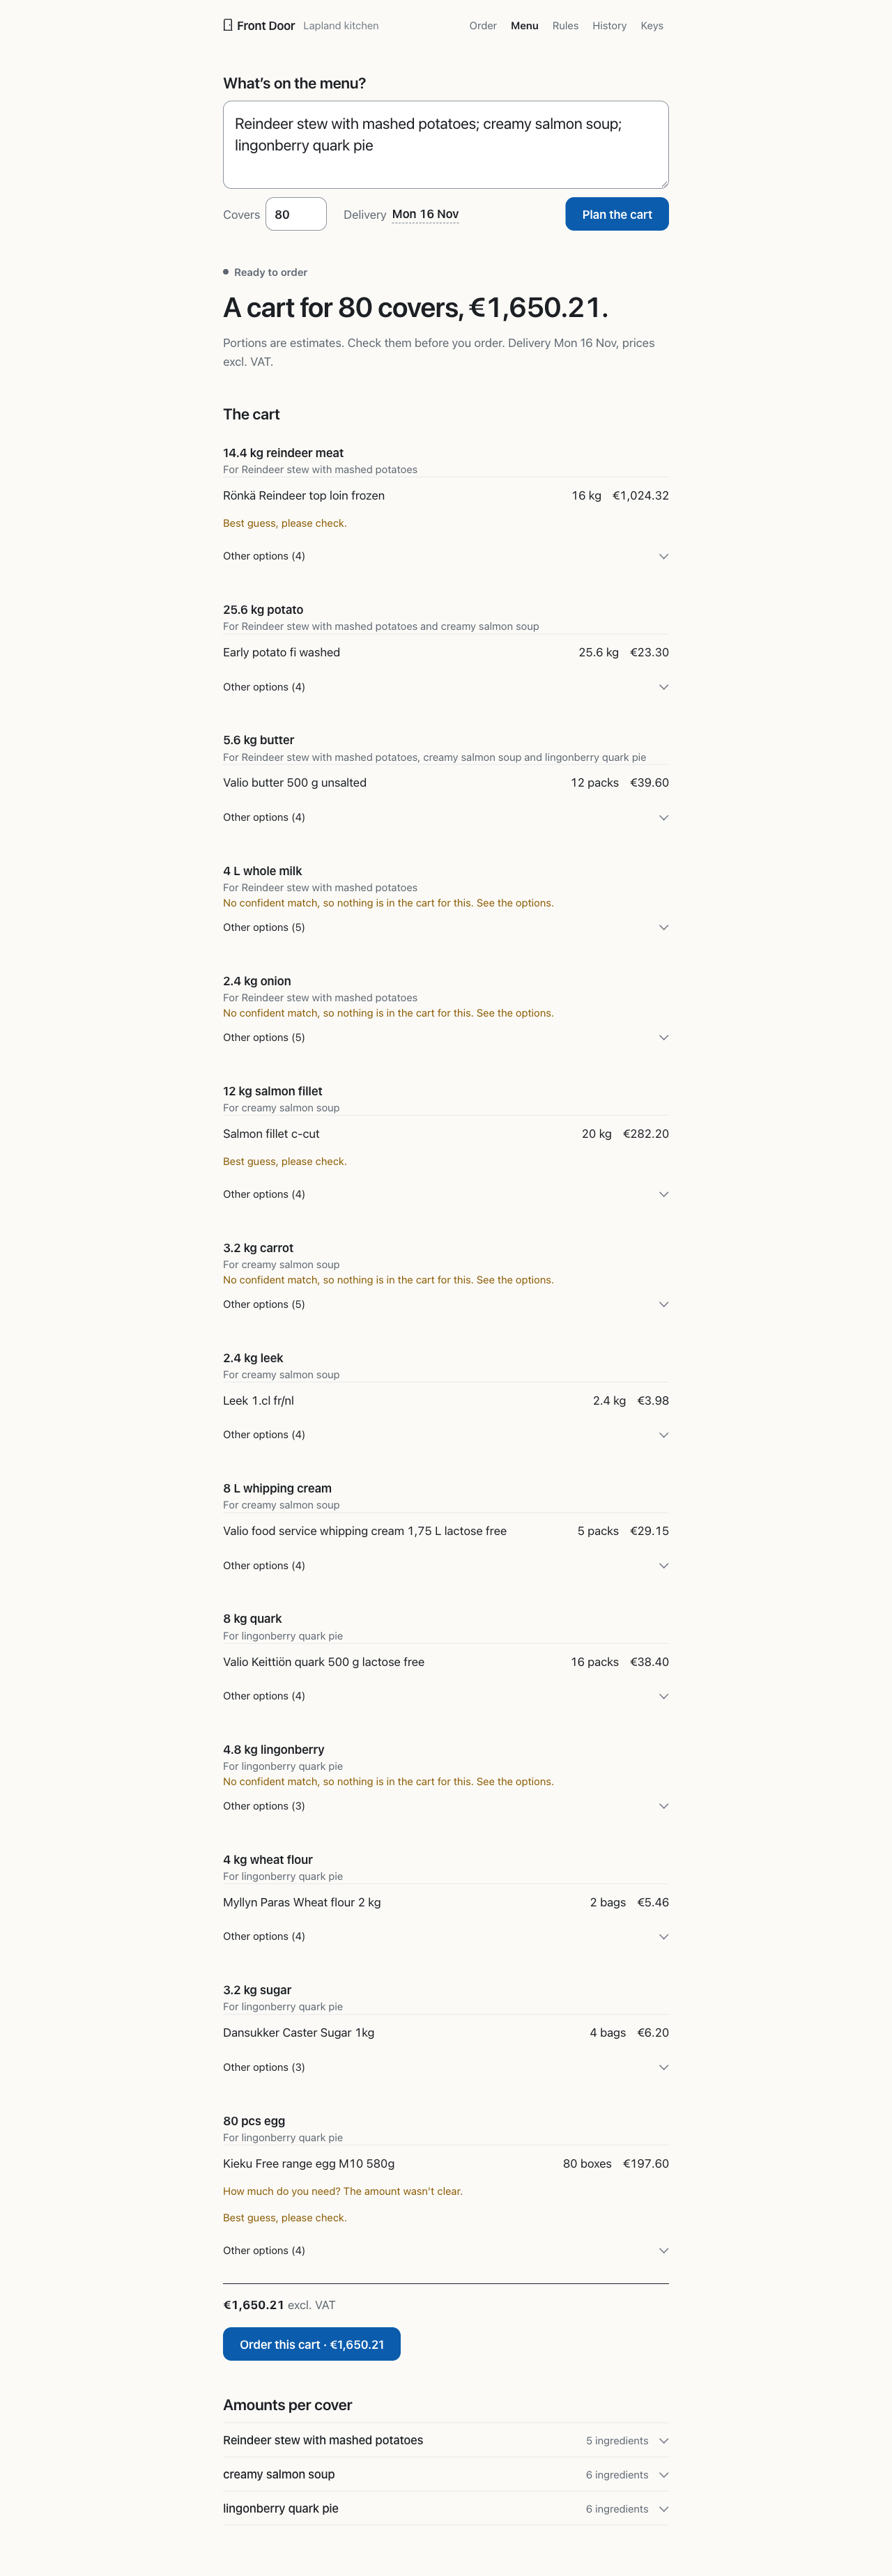 Front Door Lapland kitchen Order Menu Rules History Keys
What's on the menu?
Reindeer stew with mashed potatoes; creamy salmon soup;
lingonberry quark pie
Covers 80 Delivery Mon 16 Nov Plan the cart
Ready to order
A cart for 80 covers, €1,650.21.
Portions are estimates. Check them before you order. Delivery Mon 16 Nov, prices
excl. VAT.
The cart
14.4 kg reindeer meat
For Reindeer stew with mashed potatoes
Rönkä Reindeer top loin frozen 16 kg €1,024.32
Best guess, please check.
Other options (4)
25.6 kg potato
For Reindeer stew with mashed potatoes and creamy salmon soup
Early potato fi washed 25.6 kg €23.30
Other options (4)
5.6 kg butter
For Reindeer stew with mashed potatoes, creamy salmon soup and lingonberry quark pie
Valio butter 500 g unsalted 12 packs €39.60
Other options (4)
4 L whole milk
For Reindeer stew with mashed potatoes
No confident match, so nothing is in the cart for this. See the options.
Other options (5)
2.4 kg onion
For Reindeer stew with mashed potatoes
No confident match, so nothing is in the cart for this. See the options.
Other options (5)
12 kg salmon fillet
For creamy salmon soup
Salmon fillet c-cut 20 kg €282.20
Best guess, please check.
Other options (4)
3.2 kg carrot
For creamy salmon soup
No confident match, so nothing is in the cart for this. See the options.
Other options (5)
2.4 kg leek
For creamy salmon soup
Leek 1.cl fr/nl 2.4 kg €3.98
Other options (4)
8 L whipping cream
For creamy salmon soup
Valio food service whipping cream 1,75 L lactose free 5 packs €29.15
Other options (4)
8 kg quark
For lingonberry quark pie
Valio Keittiön quark 500 g lactose free 16 packs €38.40
Other options (4)
4.8 kg lingonberry
For lingonberry quark pie
No confident match, so nothing is in the cart for this. See the options.
Other options (3)
4 kg wheat flour
For lingonberry quark pie
Myllyn Paras Wheat flour 2 kg 2 bags €5.46
Other options (4)
3.2 kg sugar
For lingonberry quark pie
Dansukker Caster Sugar 1kg 4 bags €6.20
Other options (3)
80 pcs egg
For lingonberry quark pie
Kieku Free range egg M10 580g 80 boxes €197.60
How much do you need? The amount wasn't clear.
Best guess, please check.
Other options (4)
€1,650.21 excl. VAT
Order this cart · €1,650.21
Amounts per cover
Reindeer stew with mashed potatoes 5 ingredients
creamy salmon soup 6 ingredients
lingonberry quark pie 6 ingredients